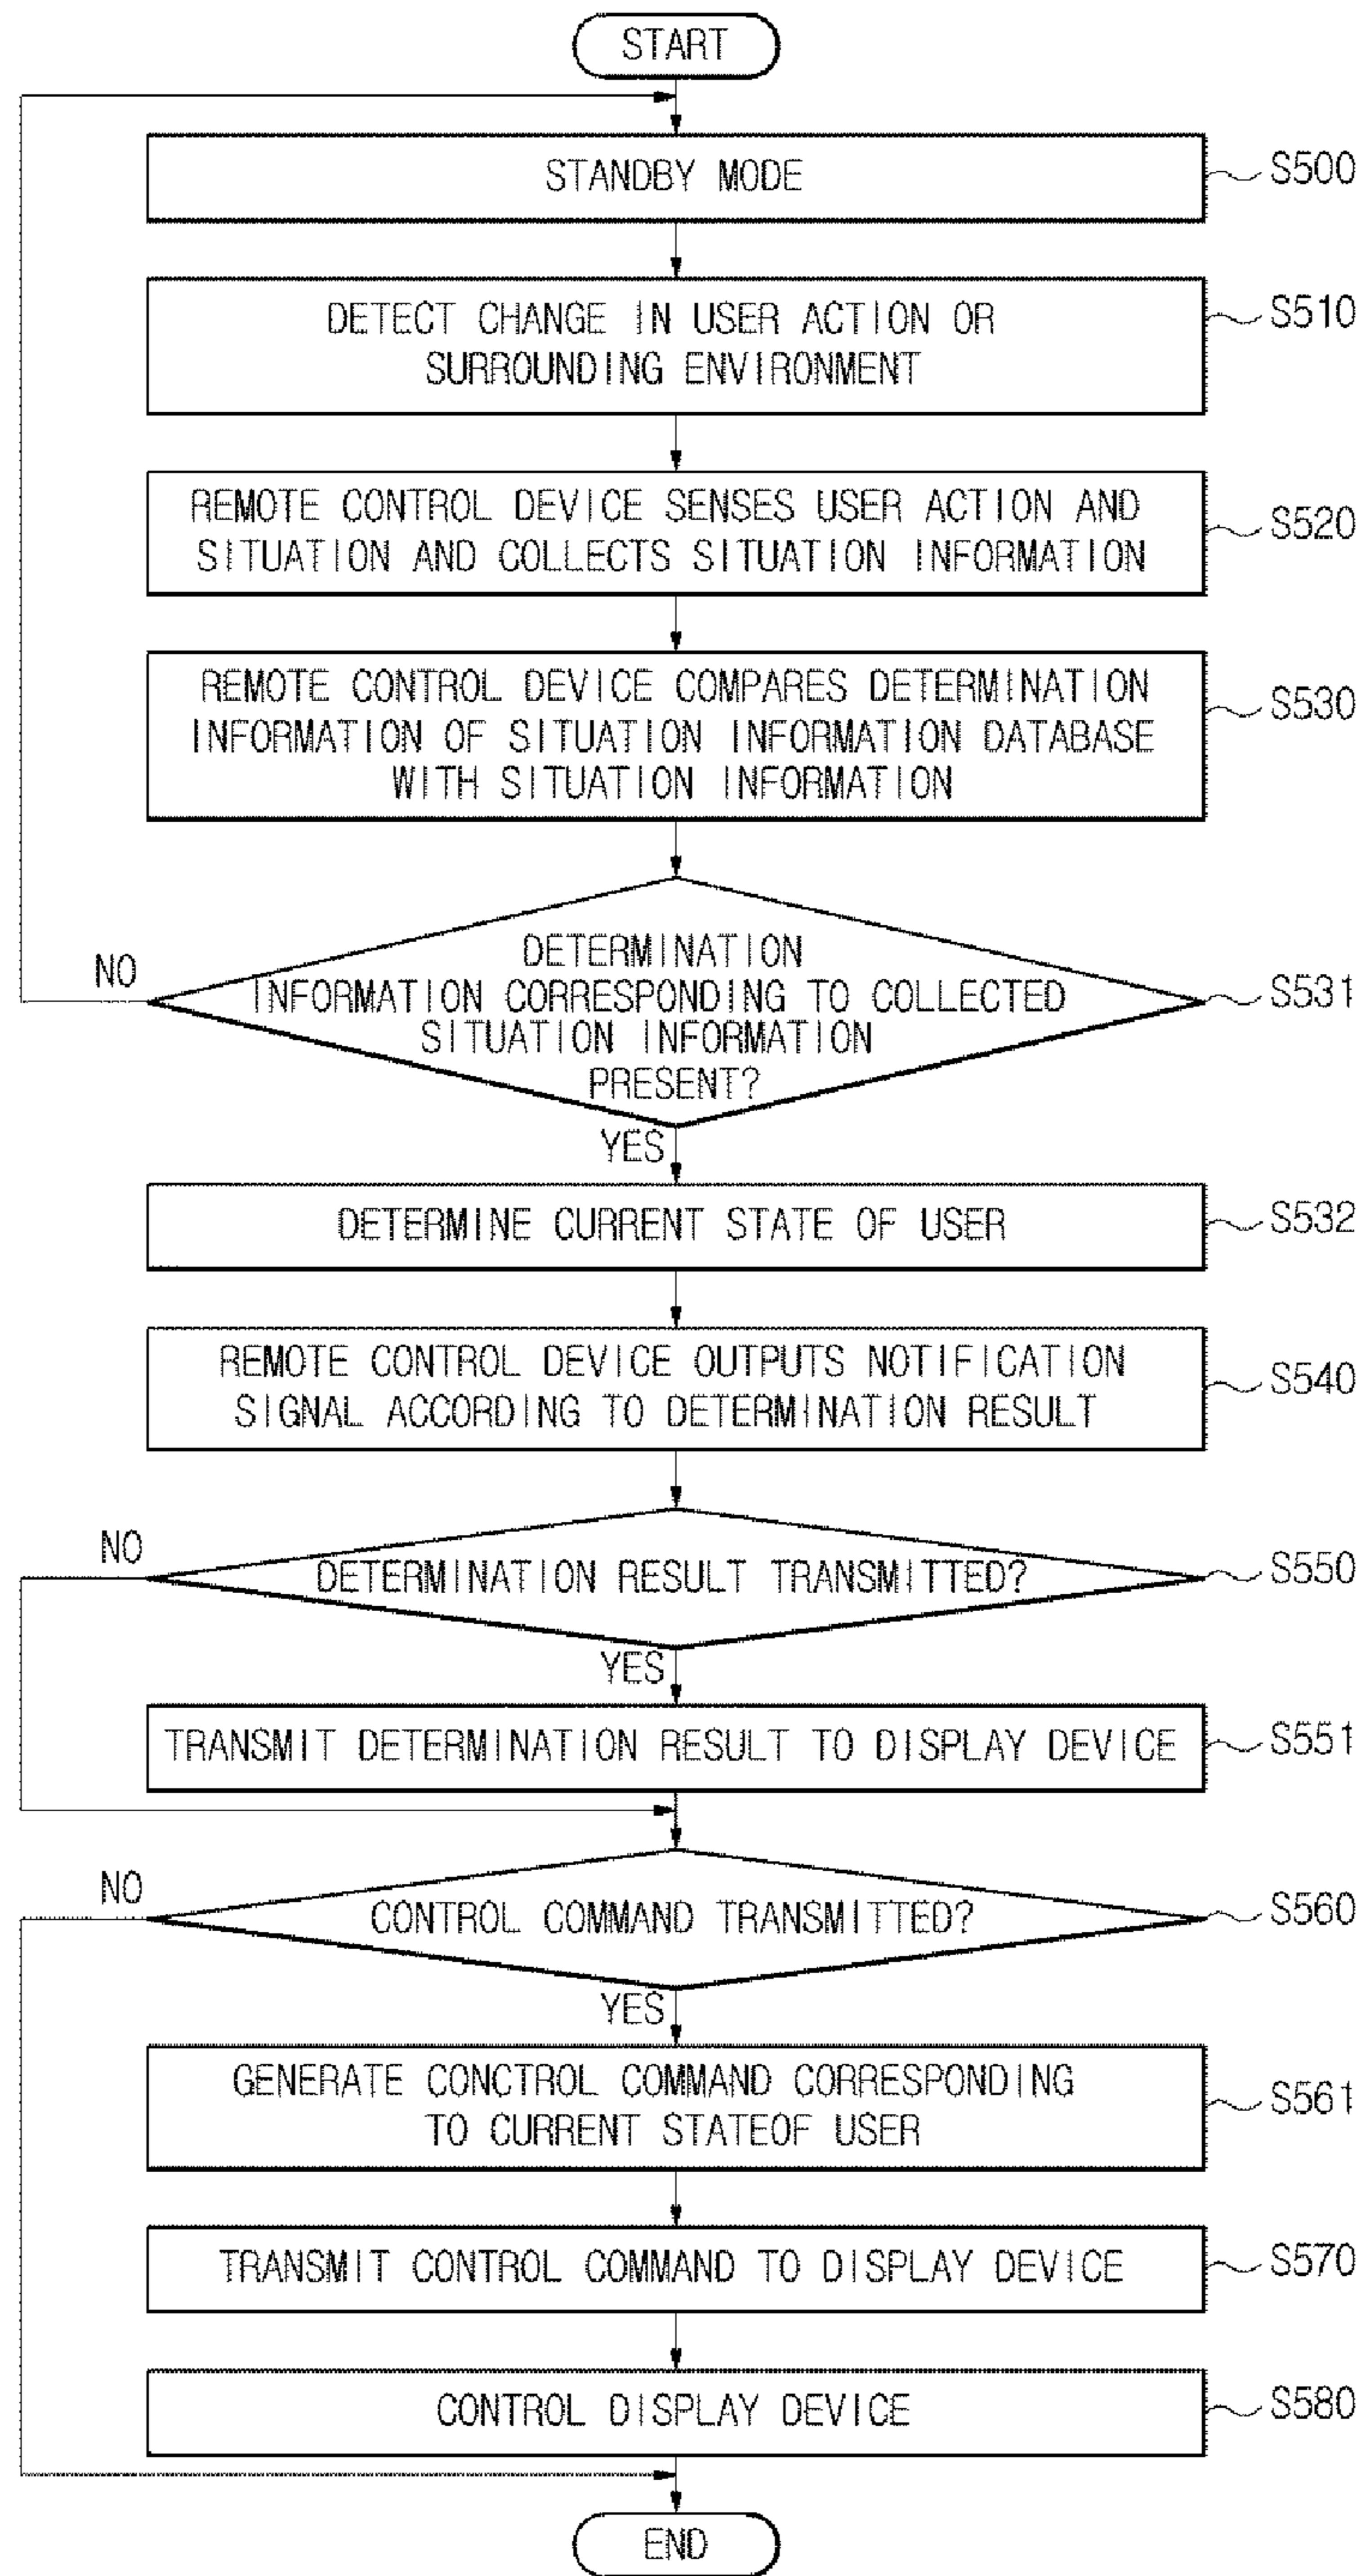 START
STANDBY MODE
S500
DETECT CHANGE IN USER ACTION OR
SURROUNDING ENVIRONMENT
S510
REMOTE CONTROL DEVICE SENSES USER ACTION AND
SITUATION AND COLLECTS SITUATION INFORMATION
S520
REMOTE CONTROL DEVICE COMPARES DETERMINATION
INFORMATION OF SITUATION INFORMATION DATABASE
WITH SITUATION INFORMATION
S530
NO
DETERMINATION
INFORMATION CORRESPONDING TO COLLECTED
SITUATION INFORMATION
PRESENT?
S531
YES
DETERMINE CURRENT STATE OF USER
S532
REMOTE CONTROL DEVICE OUTPUTS NOTIFICATION
SIGNAL ACCORDING TO DETERMINATION RESULT
S540
NO
DETERMINATION RESULT TRANSMITTED?
S550
YES
TRANSMIT DETERMINATION RESULT TO DISPLAY DEVICE
S551
NO
CONTROL COMMAND TRANSMITTED?
S560
YES
GENERATE CONCTROL COMMAND CORRESPONDING
TO CURRENT STATEOF USER
S561
TRANSMIT CONTROL COMMAND TO DISPLAY DEVICE
S570
CONTROL DISPLAY DEVICE
S580
END